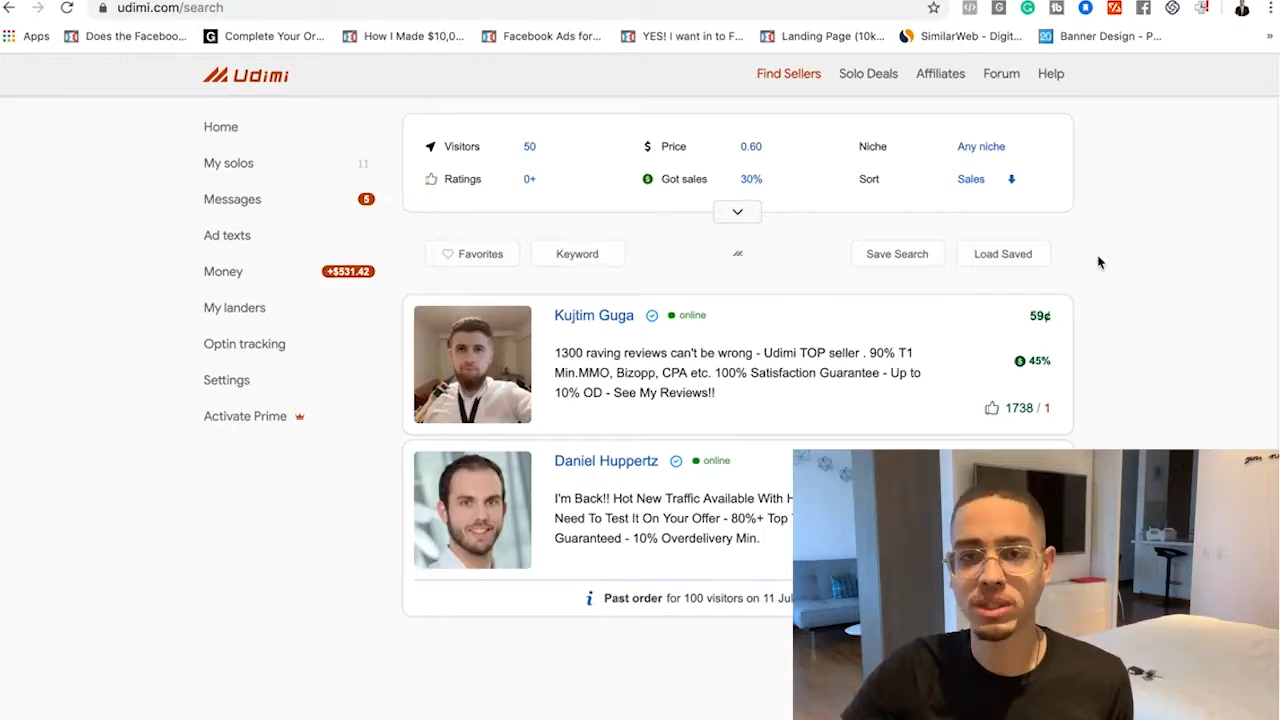 udimi.com/search
Apps Does the Faceboo... Complete Your Or... How I Made $10,0... Facebook Ads for... YES! I want in to F... Landing Page (10k... SimilarWeb - Digit... Banner Design - P... »
Udimi Find Sellers Solo Deals Affiliates Forum Help
Home
My solos 11
Messages 5
Ad texts
Money +$531.42
My landers
Optin tracking
Settings
Activate Prime
Visitors 50 $ Price 0.60 Niche Any niche
Ratings 0+ Got sales 30% Sort Sales
Favorites Keyword Save Search Load Saved
Kujtim Guga online 59¢
1300 raving reviews can't be wrong - Udimi TOP seller . 90% T1
Min.MMO, Bizopp, CPA etc. 100% Satisfaction Guarantee - Up to
10% OD - See My Reviews!!
$ 45%
1738 / 1
Daniel Huppertz online
I'm Back!! Hot New Traffic Available With H
Need To Test It On Your Offer - 80%+ Top
Guaranteed - 10% Overdelivery Min.
i Past order for 100 visitors on 11 Jul